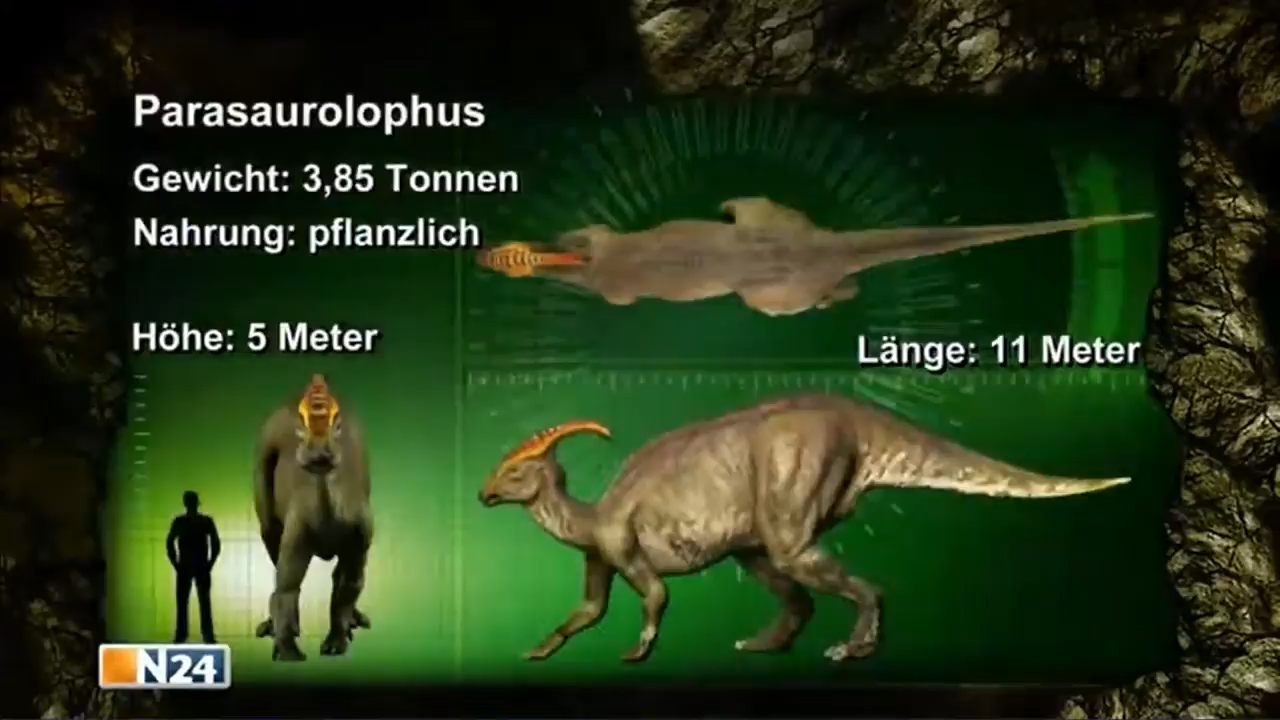 Parasaurolophus
Gewicht: 3,85 Tonnen
Nahrung: pflanzlich
Höhe: 5 Meter
Länge: 11 Meter
N24